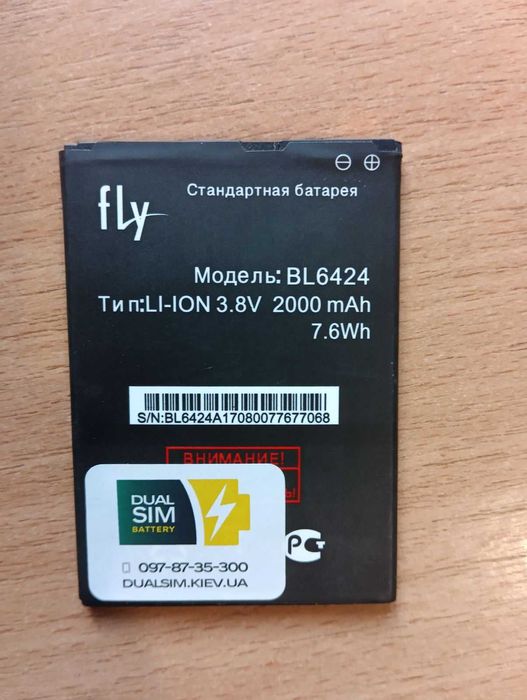 fly
Стандартная батарея
Модель: BL6424
Тип:LI-ION 3.8V 2000 mAh
7.6Wh
S/N:BL6424A17080077677068
ВНИМАНИЕ!
DUAL
SIM
BATTERY
097-87-35-300
DUALSIM.KIEV.UA